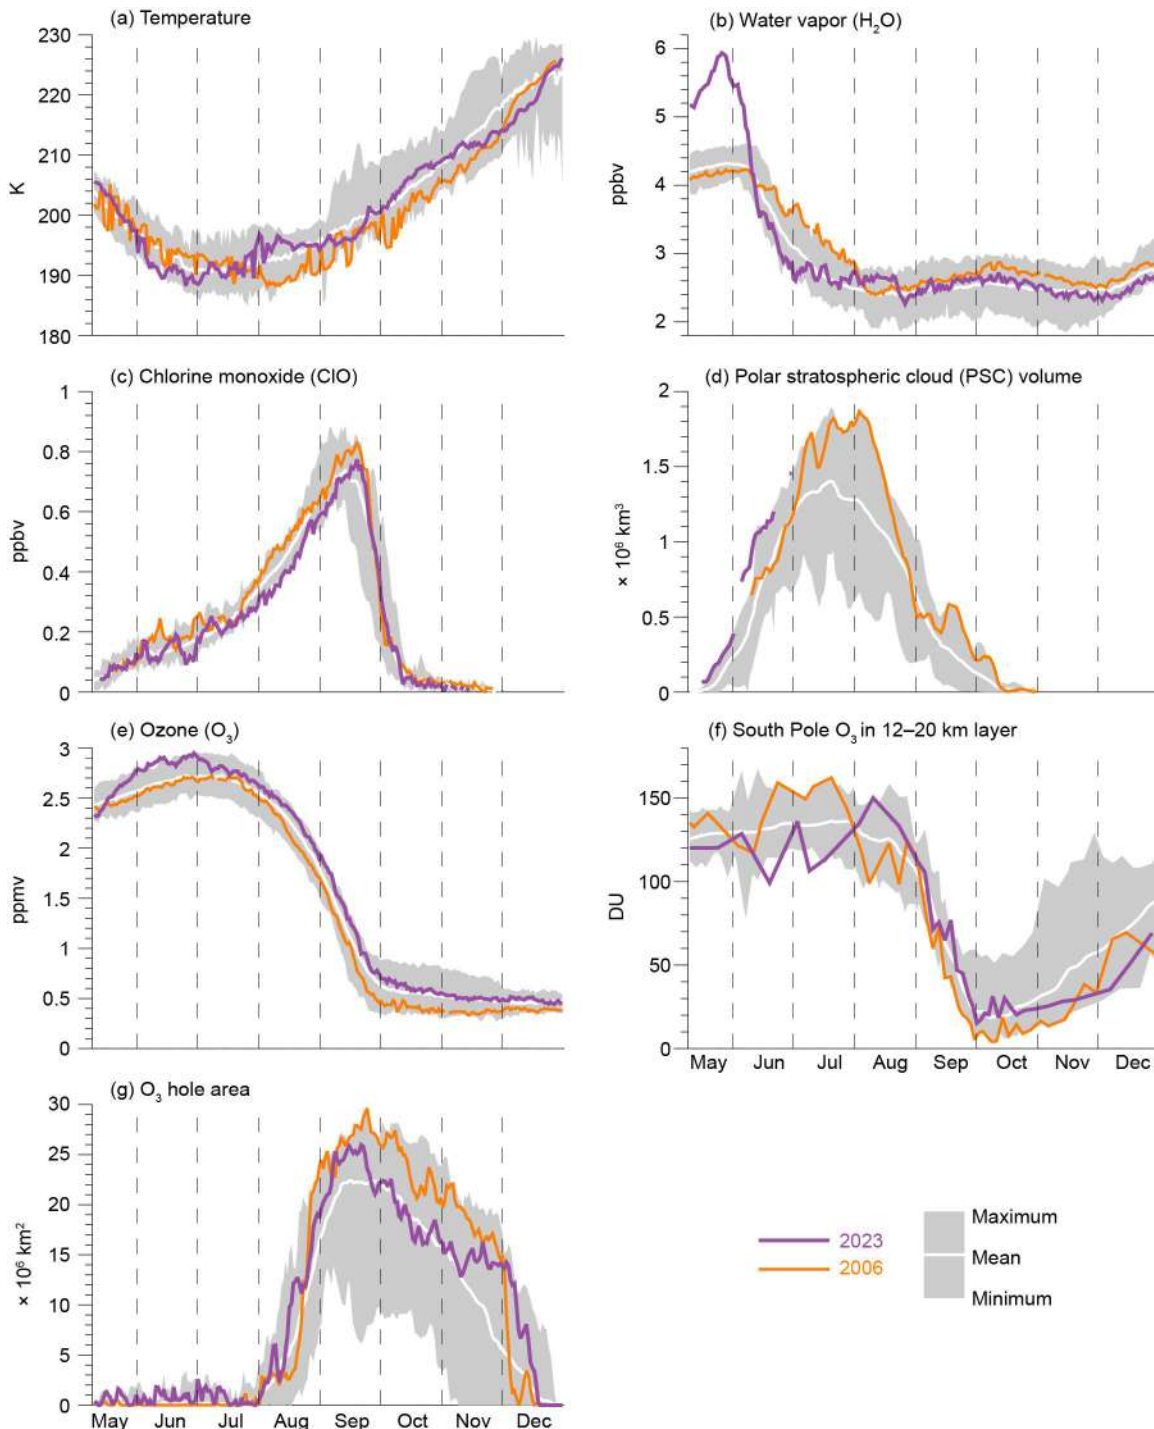 (a) Temperature
230
220
210
200
190
180
K
(b) Water vapor (H₂O)
6
5
4
3
2
ppbv
(c) Chlorine monoxide (ClO)
1
0.8
0.6
0.4
0.2
0
ppbv
(d) Polar stratospheric cloud (PSC) volume
2
1.5
1
0.5
0
× 10⁶ km³
(e) Ozone (O₃)
3
2.5
2
1.5
1
0.5
0
ppmv
(f) South Pole O₃ in 12–20 km layer
150
100
50
0
DU
May Jun Jul Aug Sep Oct Nov Dec
(g) O₃ hole area
30
25
20
15
10
5
0
× 10⁶ km²
May Jun Jul Aug Sep Oct Nov Dec
2023
2006
Maximum
Mean
Minimum